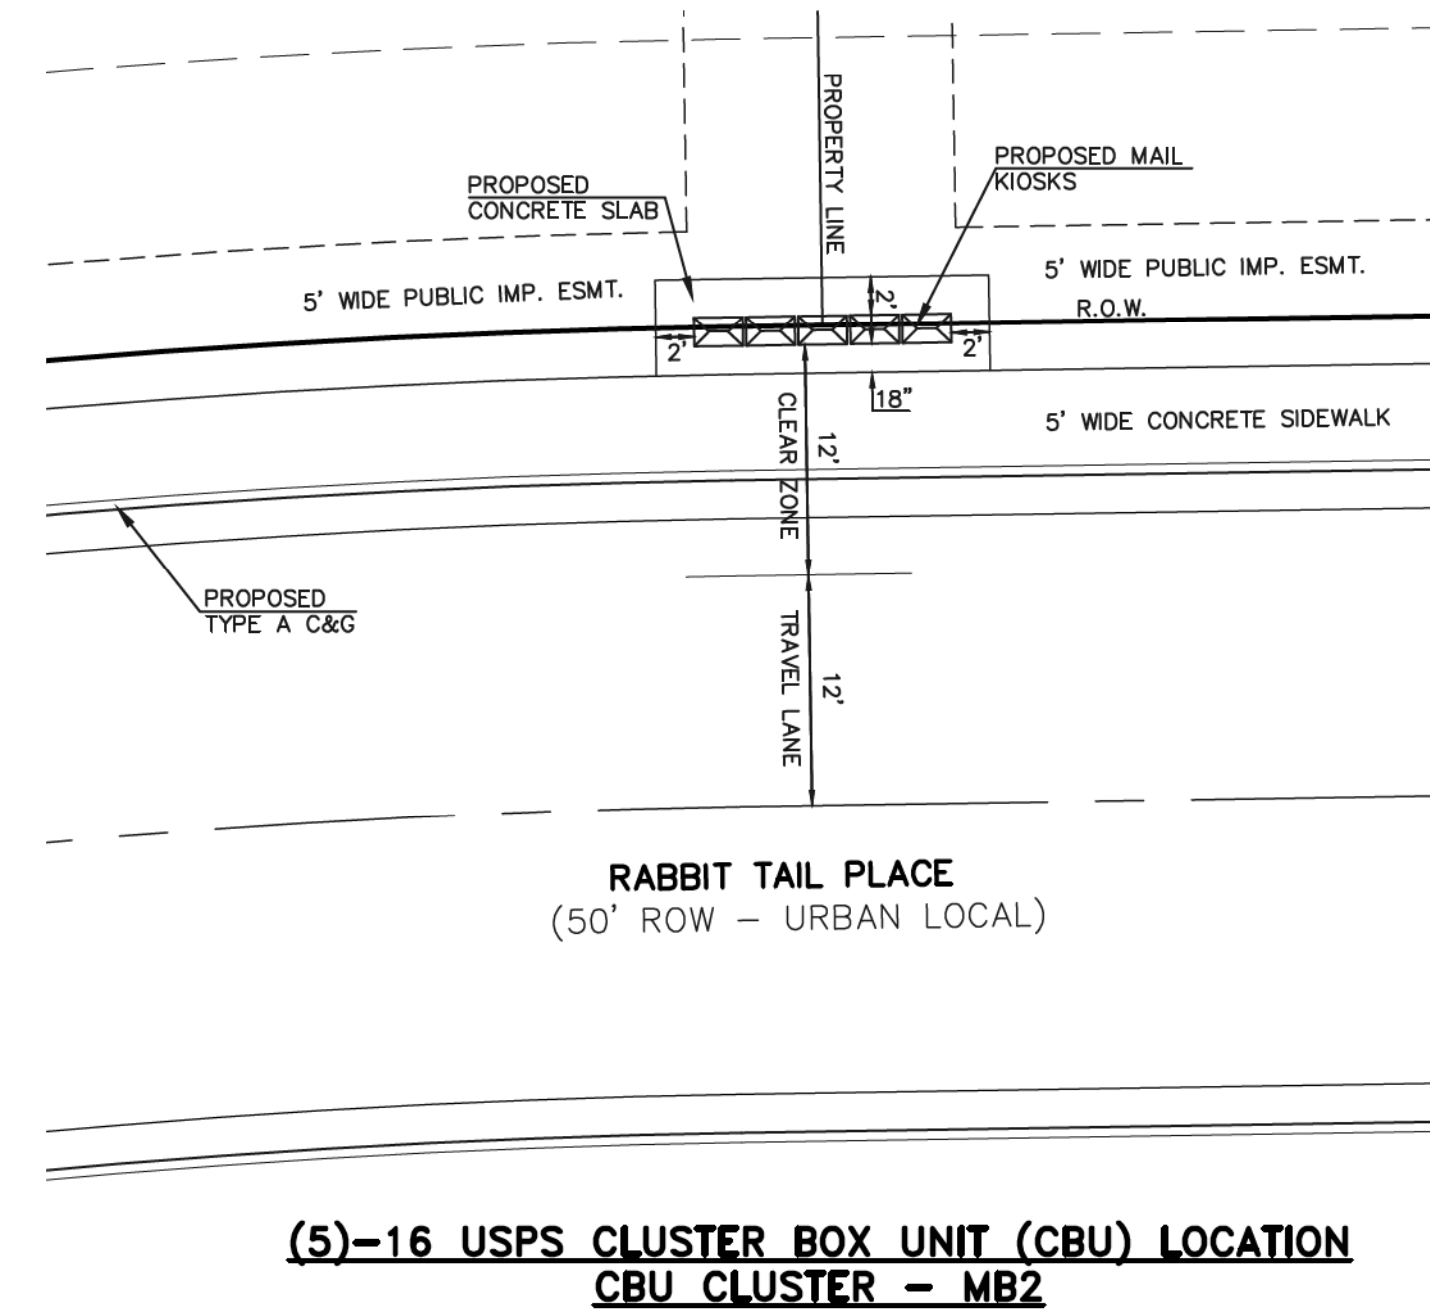 PROPERTY LINE
PROPOSED MAIL
KIOSKS
PROPOSED
CONCRETE SLAB
5' WIDE PUBLIC IMP. ESMT.
5' WIDE PUBLIC IMP. ESMT.
R.O.W.
2'
2'
2'
18"
CLEAR ZONE
12'
5' WIDE CONCRETE SIDEWALK
PROPOSED
TYPE A C&G
TRAVEL LANE
12'
RABBIT TAIL PLACE
(50' ROW – URBAN LOCAL)
(5)–16 USPS CLUSTER BOX UNIT (CBU) LOCATION
CBU CLUSTER – MB2